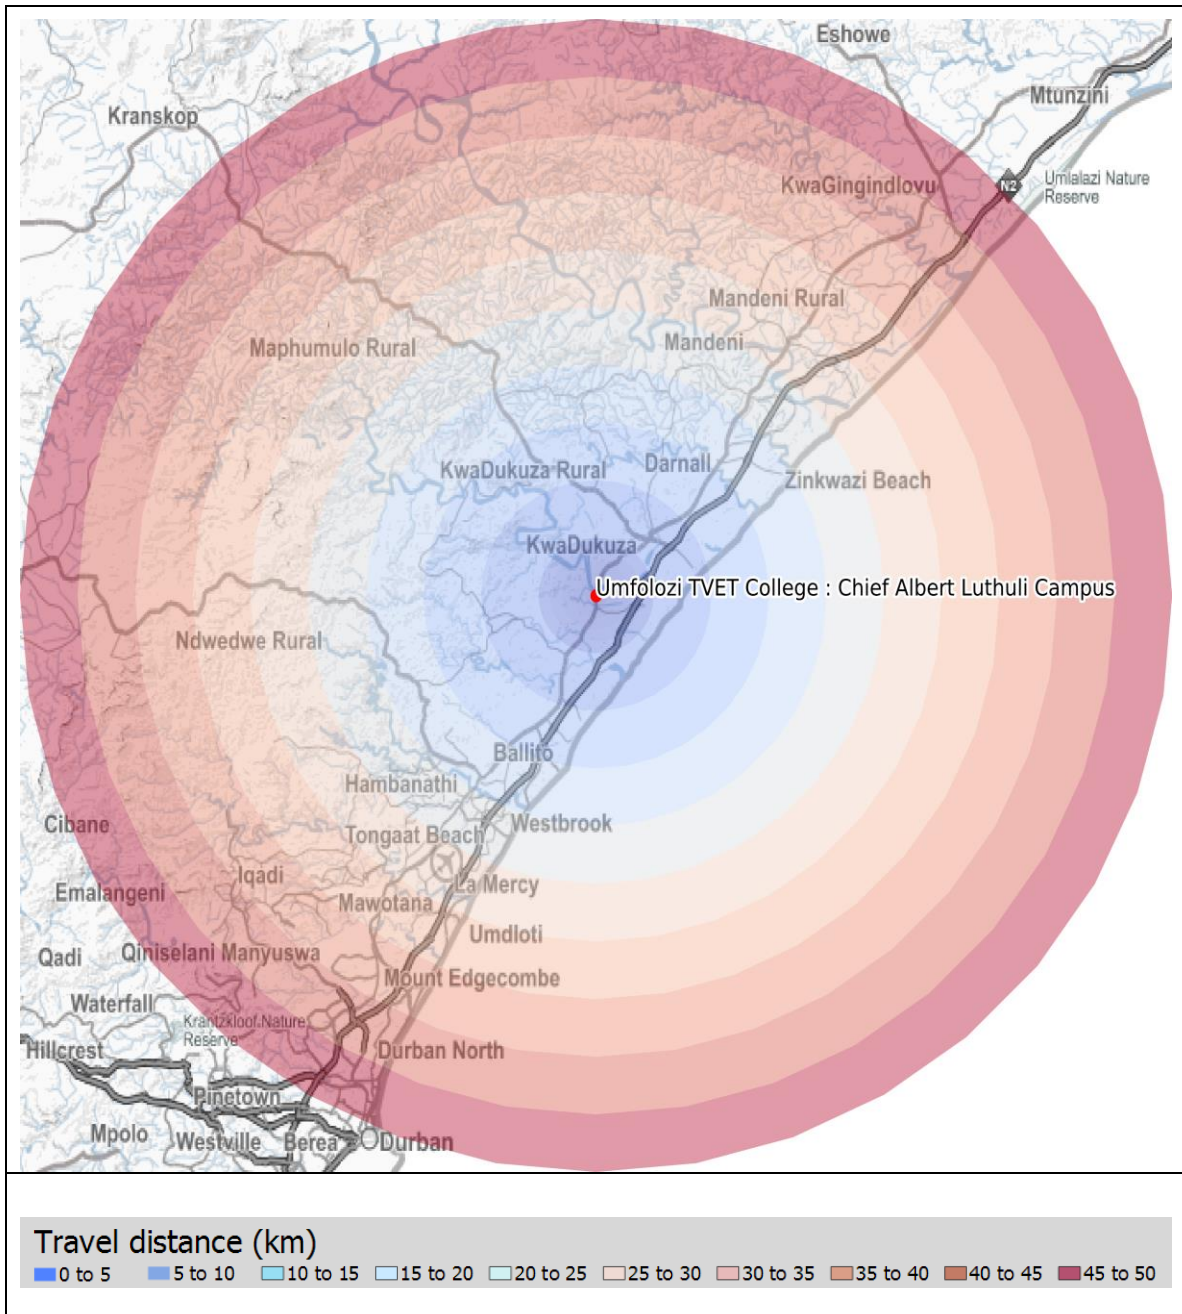 Eshowe
Mtunzini
Kranskop
KwaGingindlovu
N2
Umlalazi Nature
Reserve
Mandeni Rural
Mandeni
Maphumulo Rural
KwaDukuza Rural
Darnall
Zinkwazi Beach
KwaDukuza
Umfolozi TVET College : Chief Albert Luthuli Campus
Ndwedwe Rural
Ballito
Hambanathi
Cibane
Tongaat Beach
Westbrook
Iqadi
La Mercy
Emalangeni
Mawotana
Umdloti
Qadi
Qiniselani Manyuswa
Mount Edgecombe
Waterfall
Krantzkloof Nature
Reserve
Hillcrest
Durban North
Pinetown
Mpolo
Westville
Berea
Durban
Travel distance (km)
0 to 5 5 to 10 10 to 15 15 to 20 20 to 25 25 to 30 30 to 35 35 to 40 40 to 45 45 to 50